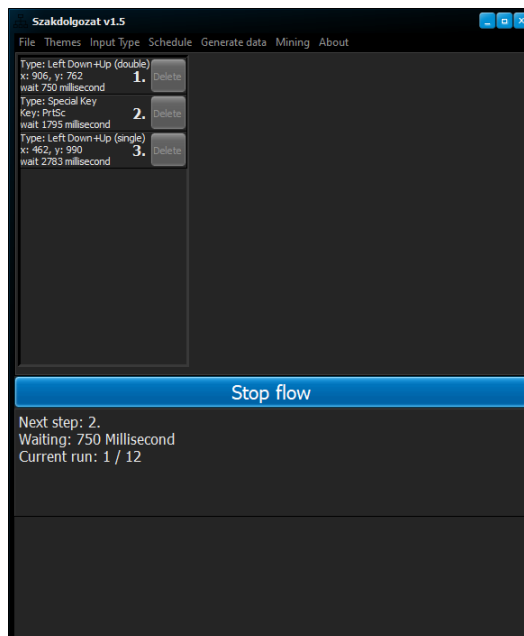 Szakdolgozat v1.5
File Themes Input Type Schedule Generate data Mining About
Type: Left Down+Up (double)
x: 906, y: 762
wait 750 millisecond
1.
Delete
Type: Special Key
Key: PrtSc
wait 1795 millisecond
2.
Delete
Type: Left Down+Up (single)
x: 462, y: 990
wait 2783 millisecond
3.
Delete
Stop flow
Next step: 2.
Waiting: 750 Millisecond
Current run: 1 / 12